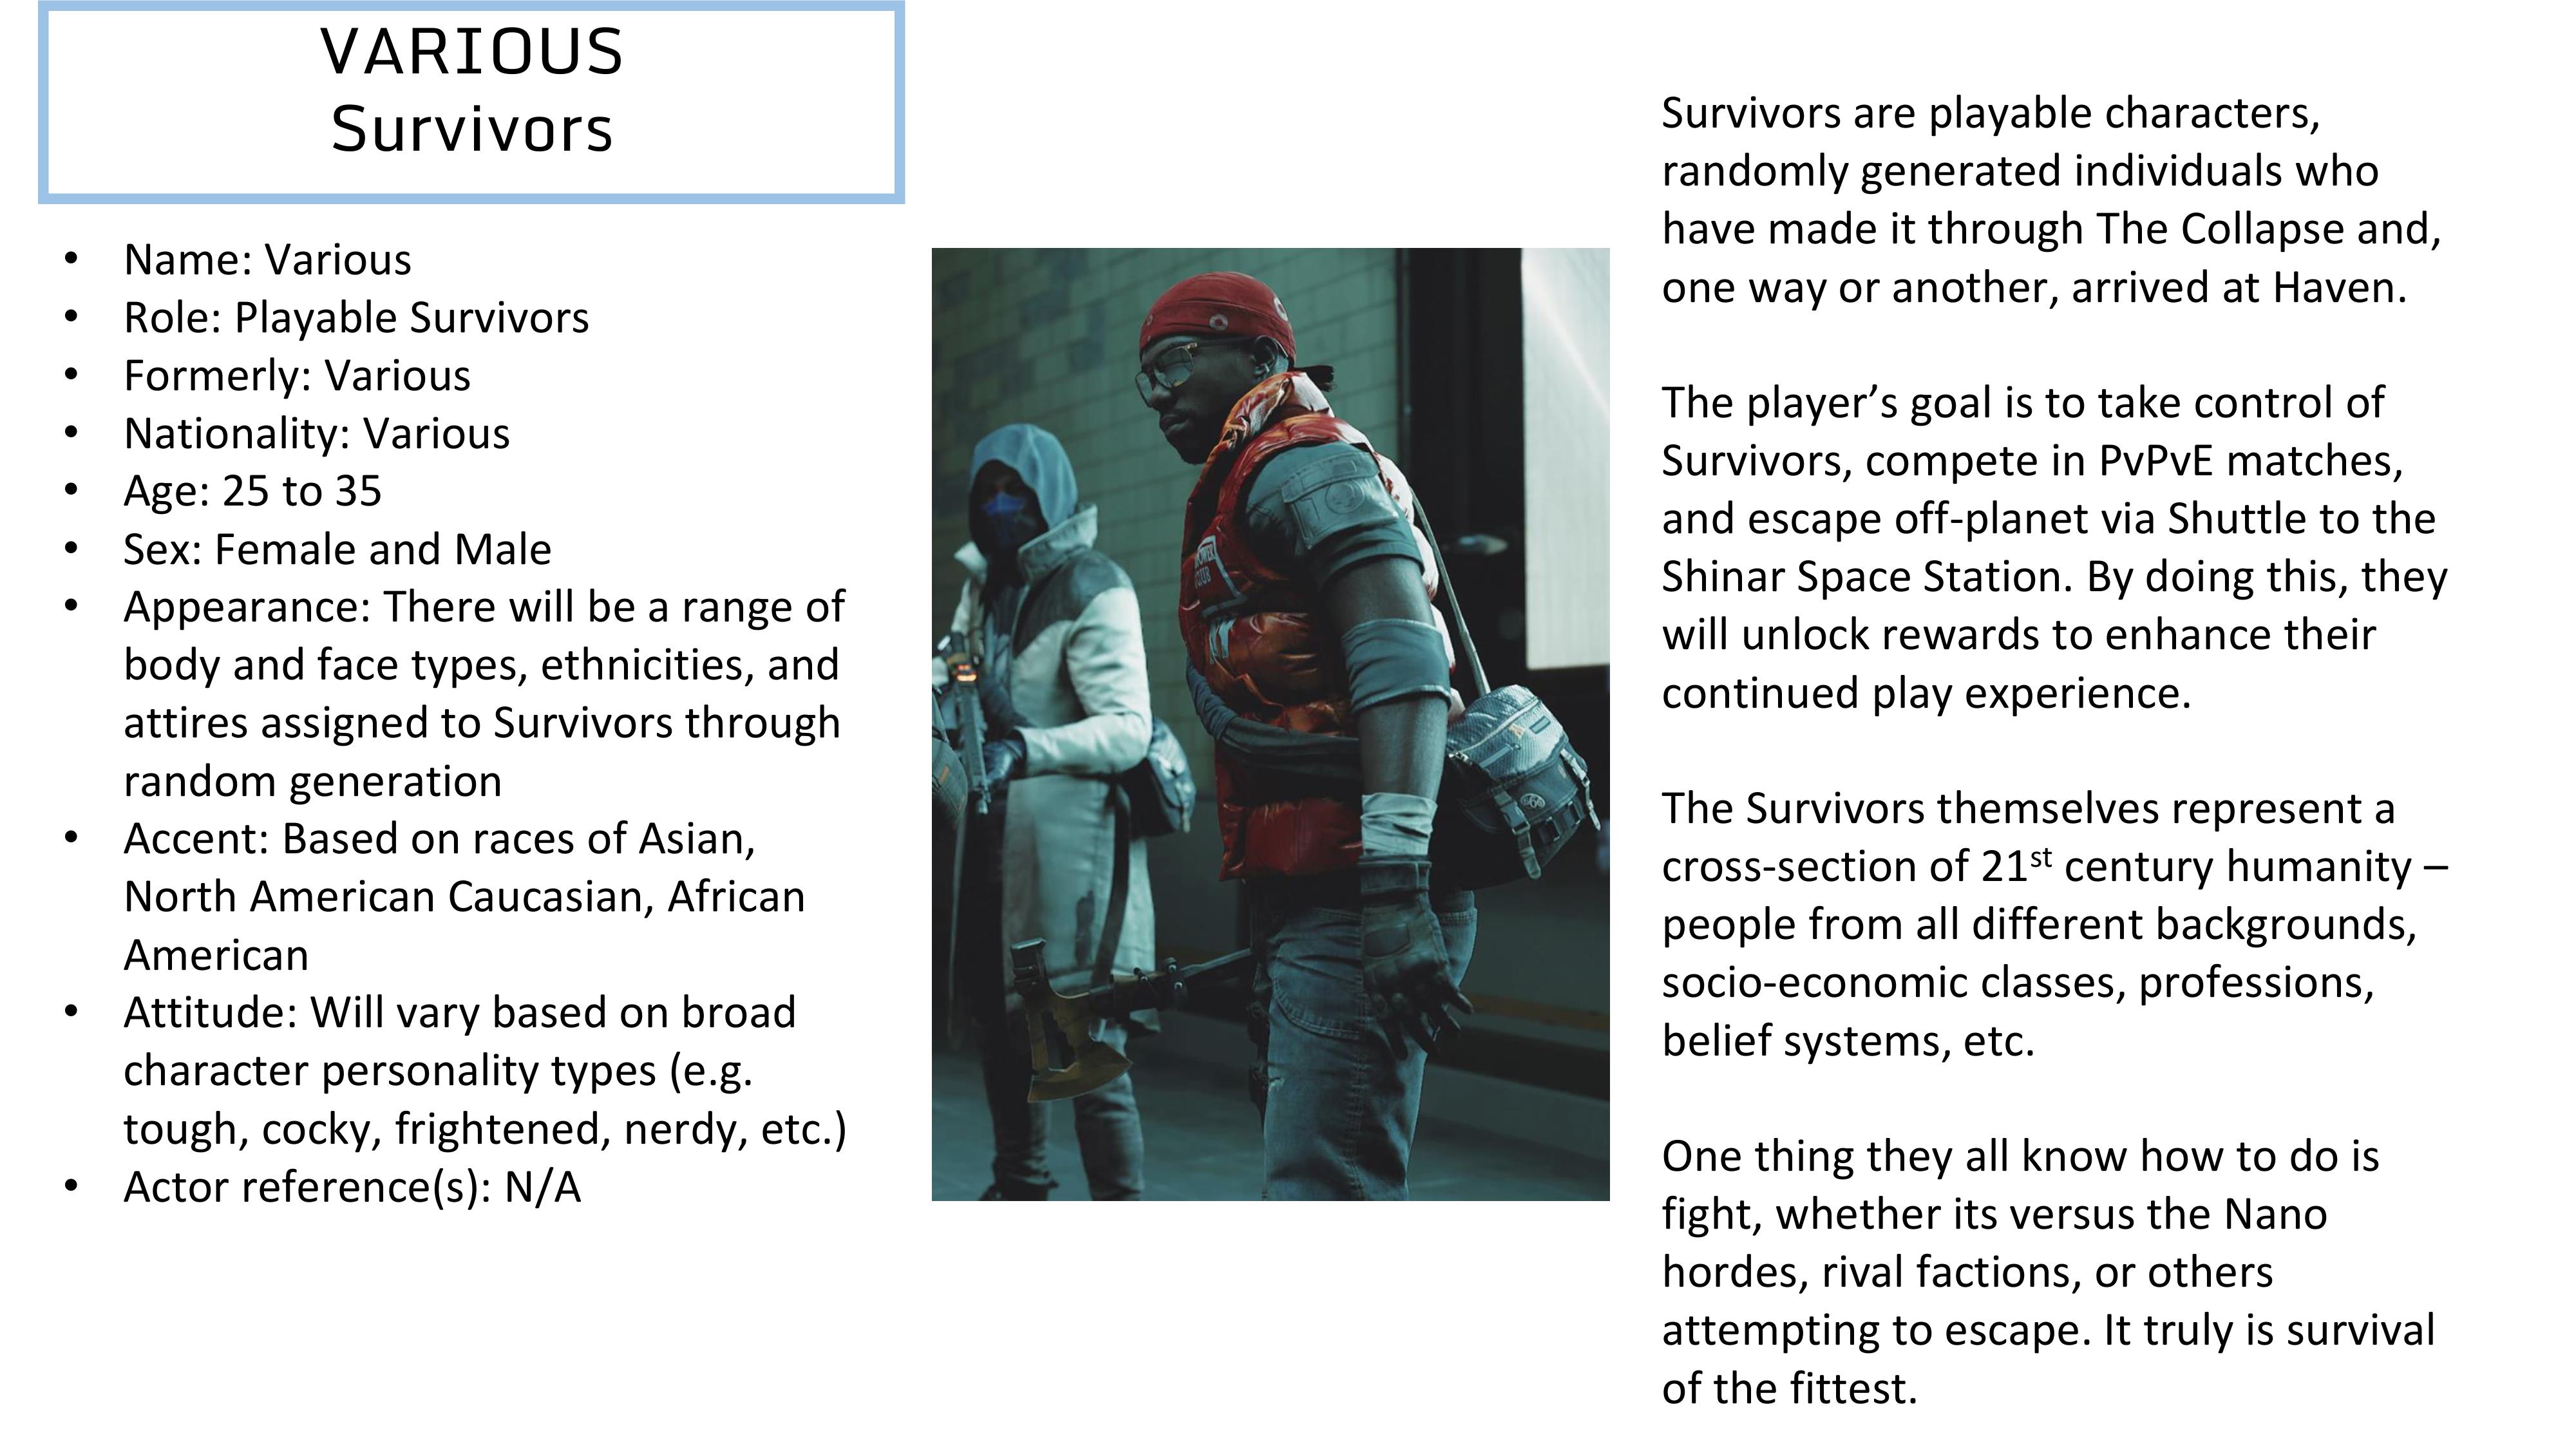 VARIOUS
Survivors
• Name: Various
• Role: Playable Survivors
• Formerly: Various
• Nationality: Various
• Age: 25 to 35
• Sex: Female and Male
• Appearance: There will be a range of
body and face types, ethnicities, and
attires assigned to Survivors through
random generation
• Accent: Based on races of Asian,
North American Caucasian, African
American
• Attitude: Will vary based on broad
character personality types (e.g.
tough, cocky, frightened, nerdy, etc.)
• Actor reference(s): N/A
Survivors are playable characters,
randomly generated individuals who
have made it through The Collapse and,
one way or another, arrived at Haven.
The player’s goal is to take control of
Survivors, compete in PvPvE matches,
and escape off-planet via Shuttle to the
Shinar Space Station. By doing this, they
will unlock rewards to enhance their
continued play experience.
The Survivors themselves represent a
cross-section of 21st century humanity –
people from all different backgrounds,
socio-economic classes, professions,
belief systems, etc.
One thing they all know how to do is
fight, whether its versus the Nano
hordes, rival factions, or others
attempting to escape. It truly is survival
of the fittest.